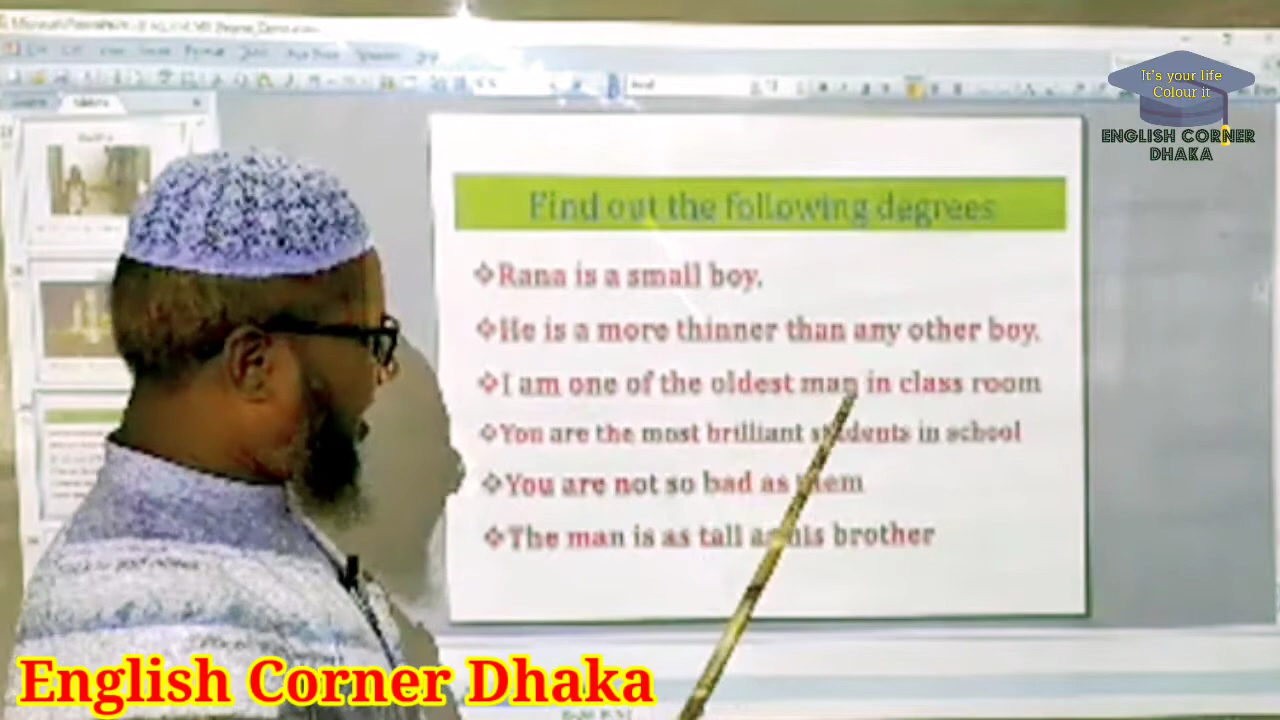 It's your life
Colour it
ENGLISH CORNER
DHAKA
Find out the following degrees
❖Rana is a small boy.
❖He is a more thinner than any other boy.
❖I am one of the oldest man in class room
❖You are the most brilliant students in school
❖You are not so bad as them
❖The man is as tall as his brother
English Corner Dhaka